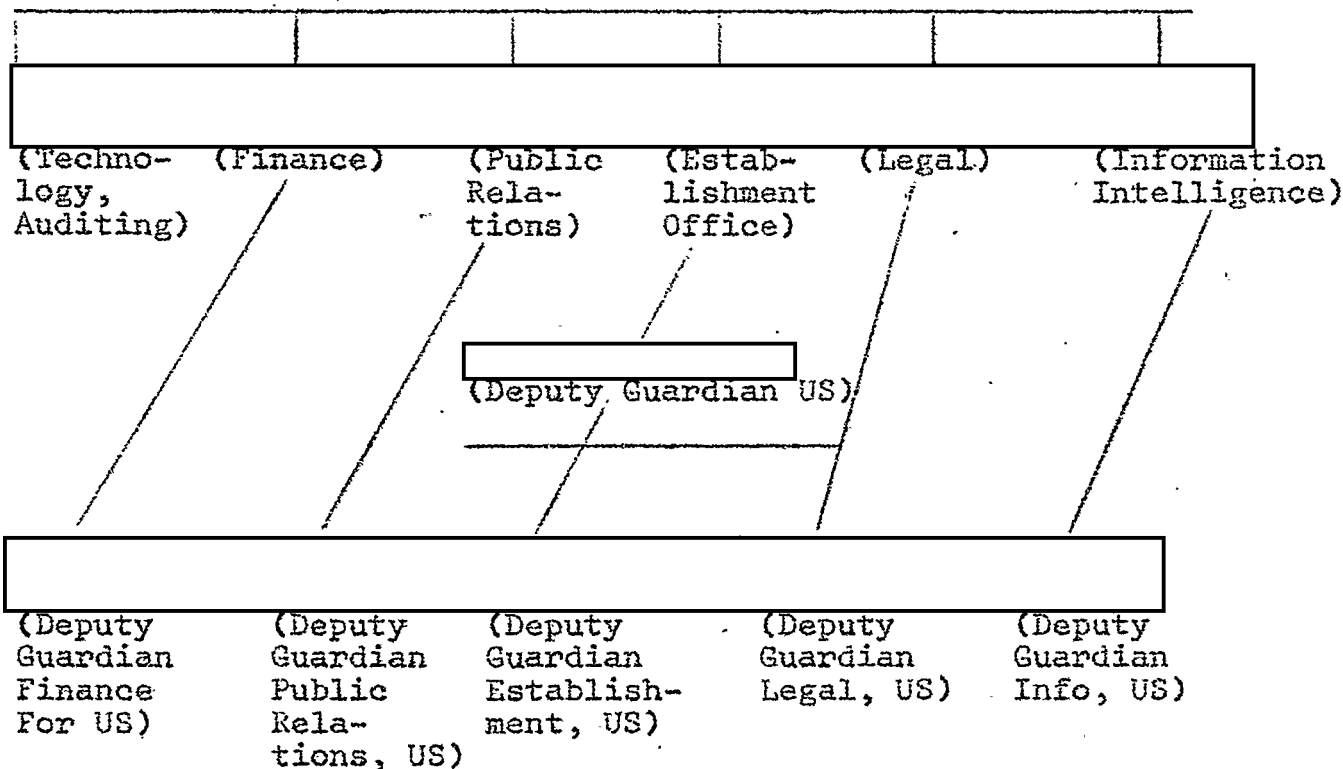 (Techno-
logy,
Auditing)
(Finance)
(Public
Rela-
tions)
(Estab-
lishment
Office)
(Legal)
(Information
Intelligence)
(Deputy Guardian US)
(Deputy
Guardian
Finance
For US)
(Deputy
Guardian
Public
Rela-
tions, US)
(Deputy
Guardian
Establish-
ment, US)
(Deputy
Guardian
Legal, US)
(Deputy
Guardian
Info, US)